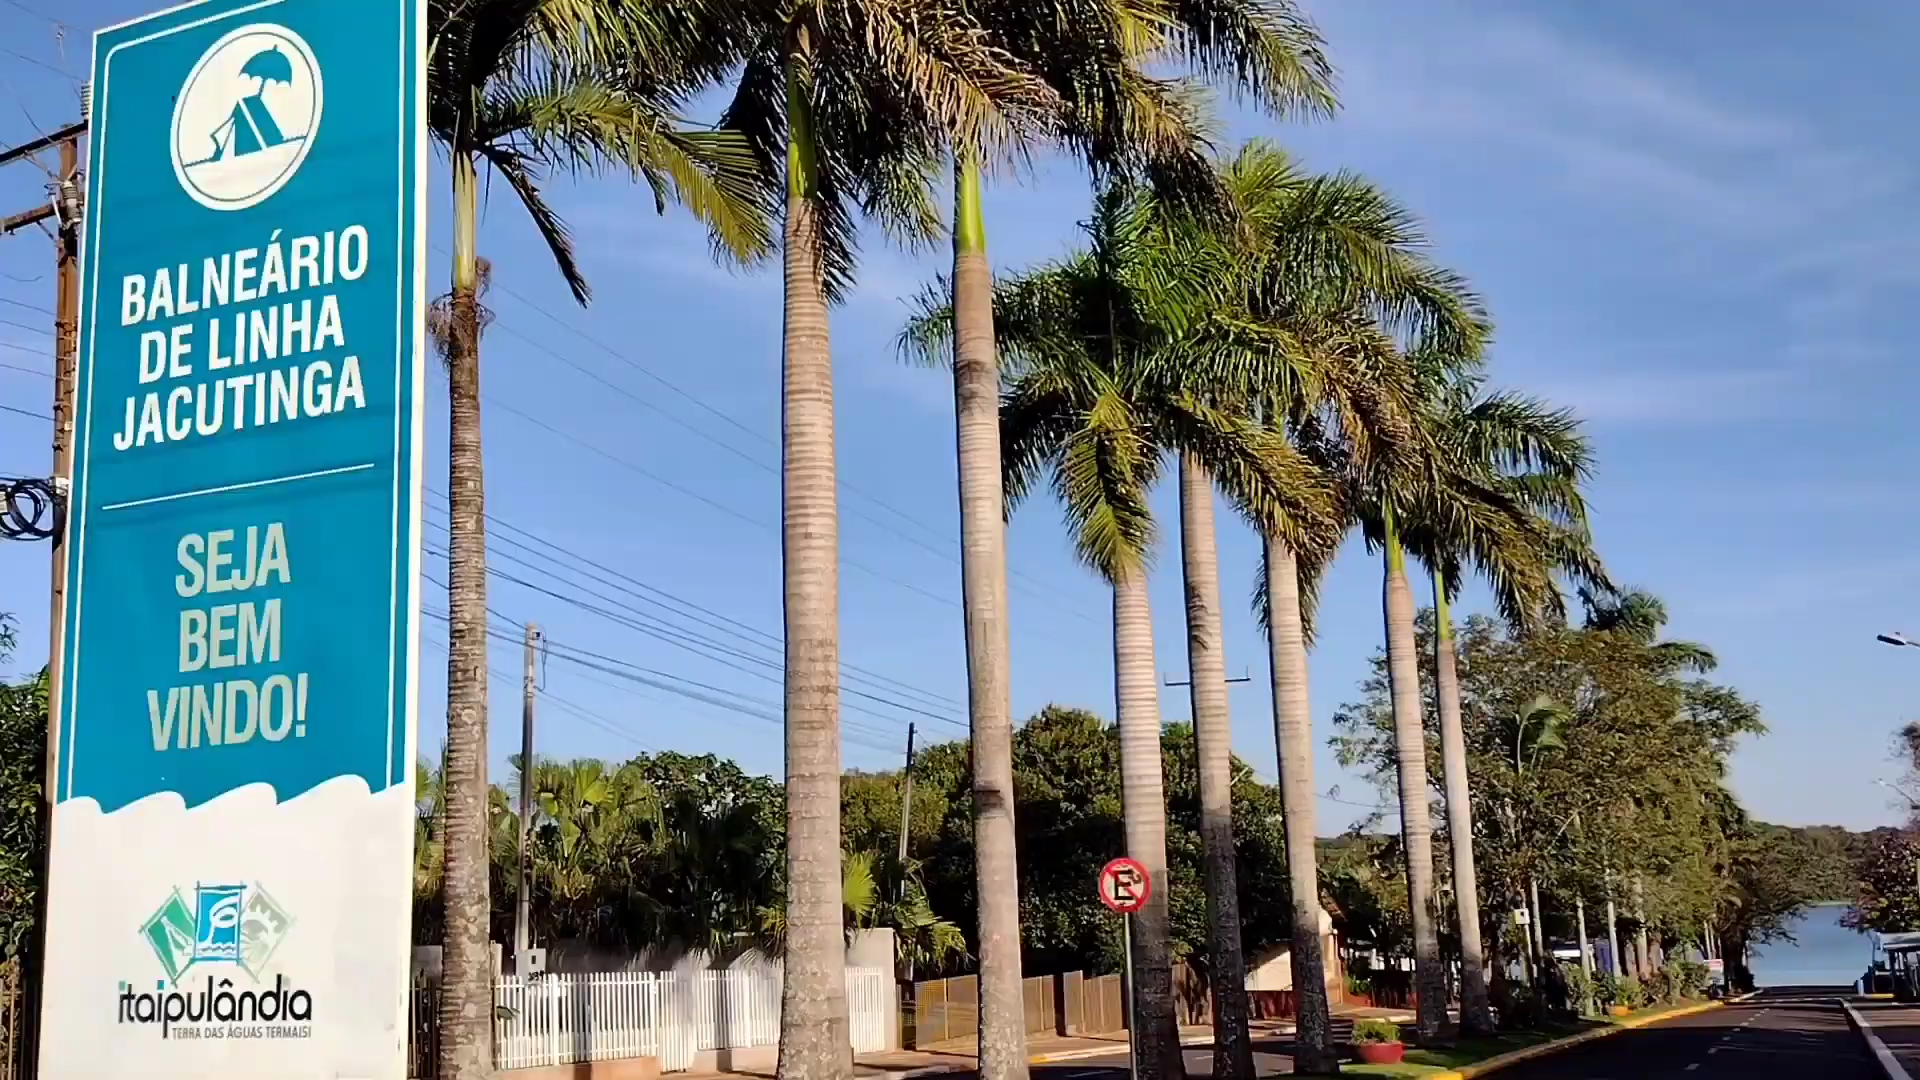 BALNEÁRIO
DE LINHA
JACUTINGA
SEJA
BEM
VINDO!
itaipulândia
TERRA DAS ÁGUAS TERMAIS!
E